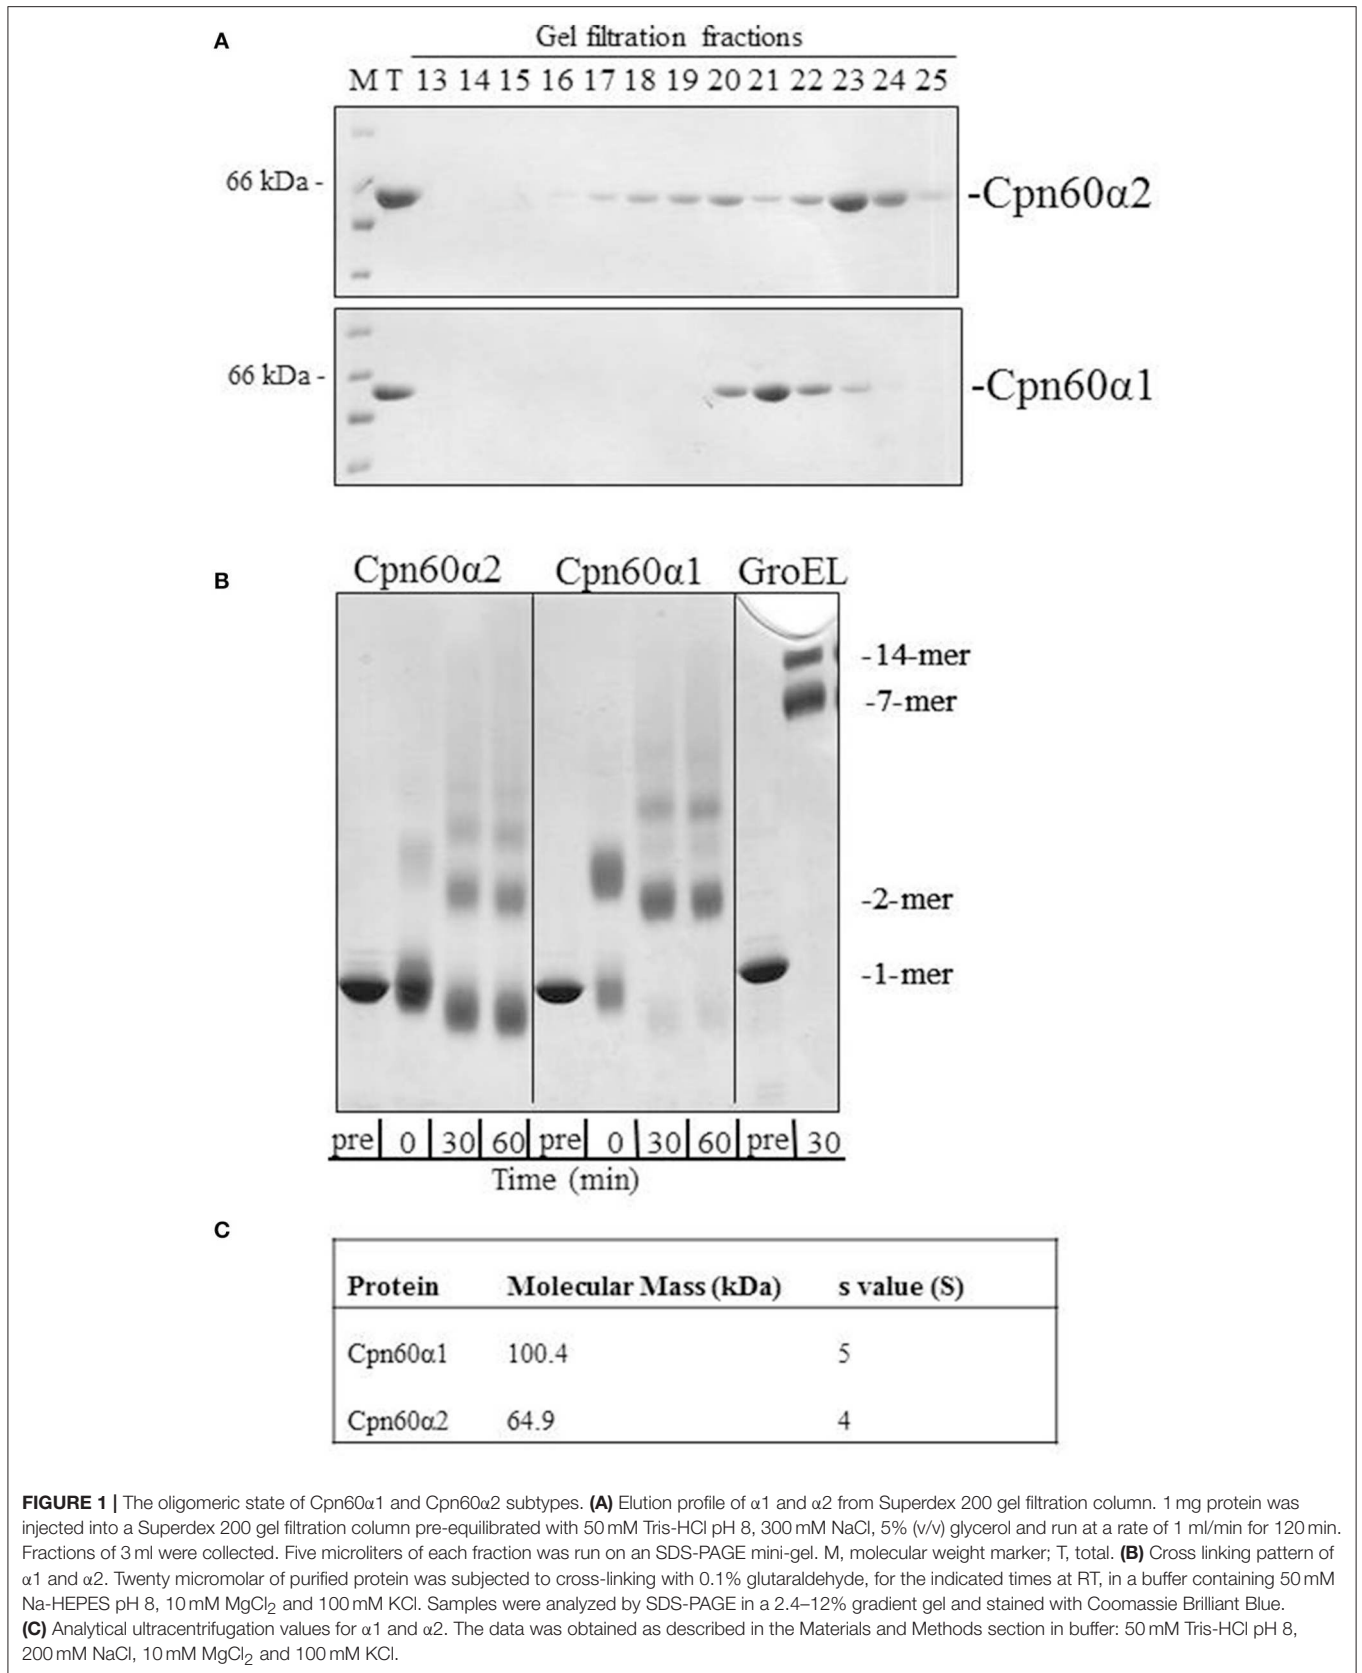 A
Gel filtration fractions
M T 13 14 15 16 17 18 19 20 21 22 23 24 25
66 kDa -
-Cpn60α2
66 kDa -
-Cpn60α1
B
Cpn60α2 Cpn60α1 GroEL
-14-mer
-7-mer
-2-mer
-1-mer
pre 0 30 60 pre 0 30 60 pre 30
Time (min)
C
Protein Molecular Mass (kDa) s value (S)
Cpn60α1 100.4 5
Cpn60α2 64.9 4
FIGURE 1 | The oligomeric state of Cpn60α1 and Cpn60α2 subtypes. (A) Elution profile of α1 and α2 from Superdex 200 gel filtration column. 1 mg protein was
injected into a Superdex 200 gel filtration column pre-equilibrated with 50 mM Tris-HCl pH 8, 300 mM NaCl, 5% (v/v) glycerol and run at a rate of 1 ml/min for 120 min.
Fractions of 3 ml were collected. Five microliters of each fraction was run on an SDS-PAGE mini-gel. M, molecular weight marker; T, total. (B) Cross linking pattern of
α1 and α2. Twenty micromolar of purified protein was subjected to cross-linking with 0.1% glutaraldehyde, for the indicated times at RT, in a buffer containing 50 mM
Na-HEPES pH 8, 10 mM MgCl2 and 100 mM KCl. Samples were analyzed by SDS-PAGE in a 2.4–12% gradient gel and stained with Coomassie Brilliant Blue.
(C) Analytical ultracentrifugation values for α1 and α2. The data was obtained as described in the Materials and Methods section in buffer: 50 mM Tris-HCl pH 8,
200 mM NaCl, 10 mM MgCl2 and 100 mM KCl.